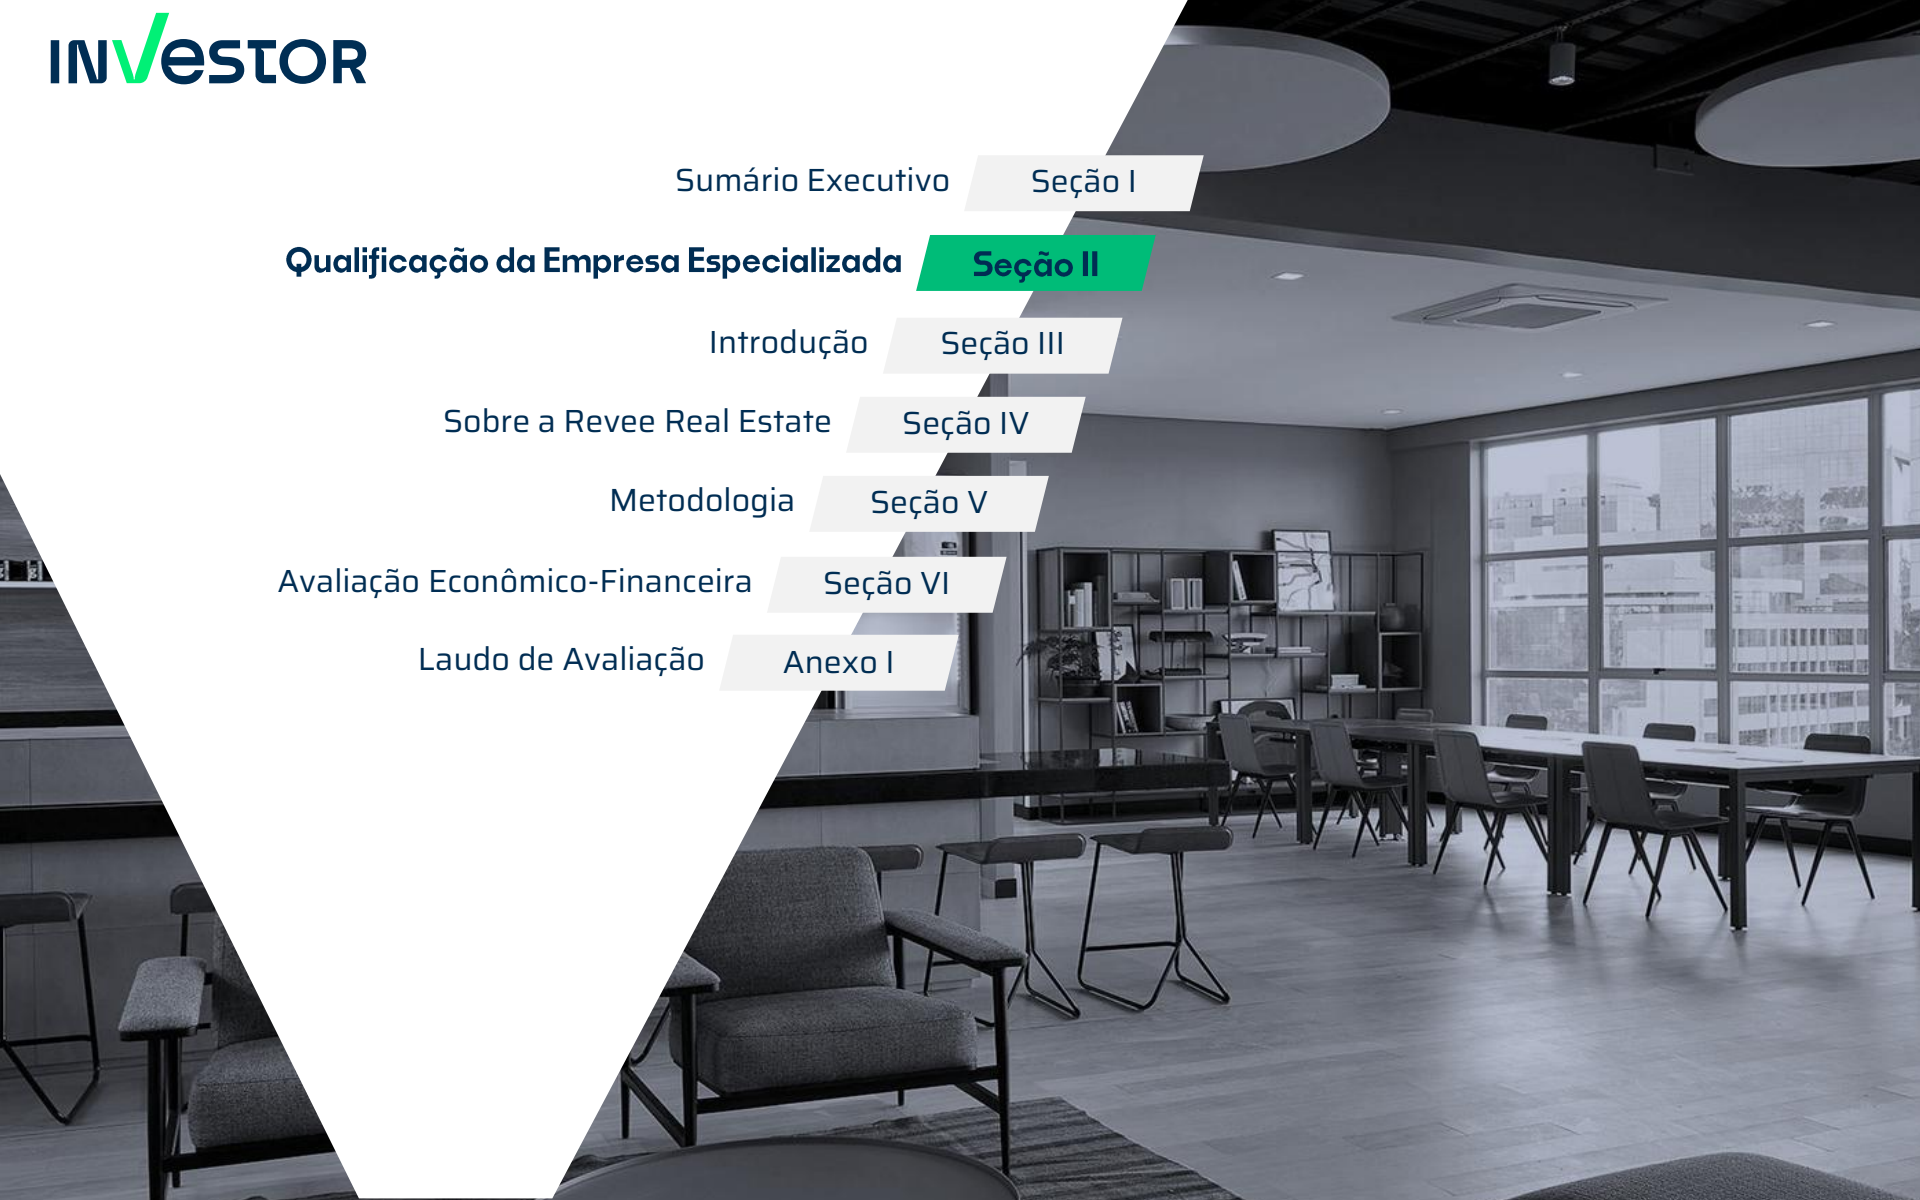 INVESTOR
Sumário Executivo Seção I
Qualificação da Empresa Especializada Seção II
Introdução Seção III
Sobre a Revee Real Estate Seção IV
Metodologia Seção V
Avaliação Econômico-Financeira Seção VI
Laudo de Avaliação Anexo I